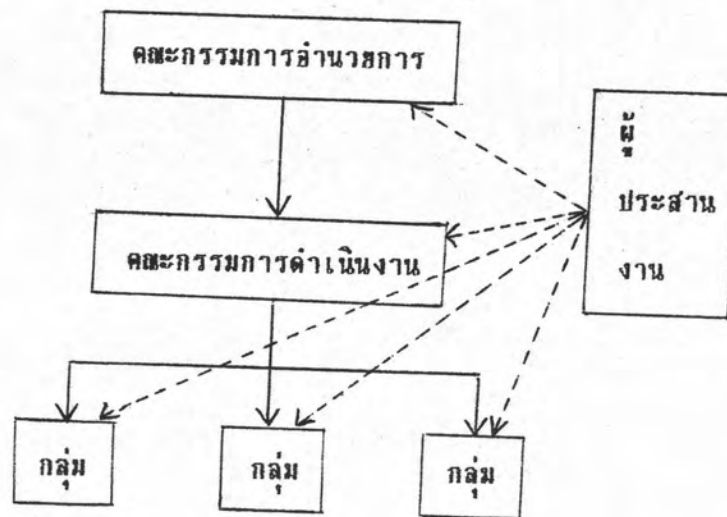 คณะกรรมการอำนวยการ
ผู้
ประสาน
งาน
คณะกรรมการดำเนินงาน
กลุ่ม
กลุ่ม
กลุ่ม